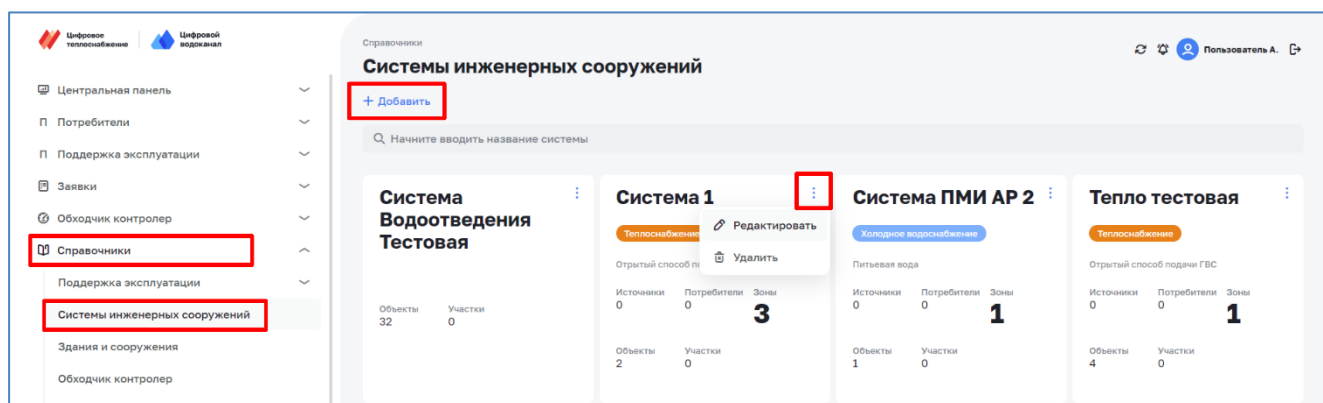 Цифровое теплоснабжение
Цифровой водоканал
Центральная панель
П Потребители
П Поддержка эксплуатации
Заявки
Обходчик контролер
Справочники
Поддержка эксплуатации
Системы инженерных сооружений
Здания и сооружения
Обходчик контролер
Справочники
Пользователь А.
Системы инженерных сооружений
+ Добавить
Начните вводить название системы
Система
Водоотведения
Тестовая
Объекты Участки
32 0
Система 1
Редактировать
Удалить
Теплоснабжение
Отрытый способ п
Источники Потребители Зоны
0 0 3
Объекты Участки
2 0
Система ПМИ АР 2
Холодное водоснабжение
Питьевая вода
Источники Потребители Зоны
0 0 1
Объекты Участки
1 0
Тепло тестовая
Теплоснабжение
Отрытый способ подачи ГВС
Источники Потребители Зоны
0 0 1
Объекты Участки
4 0